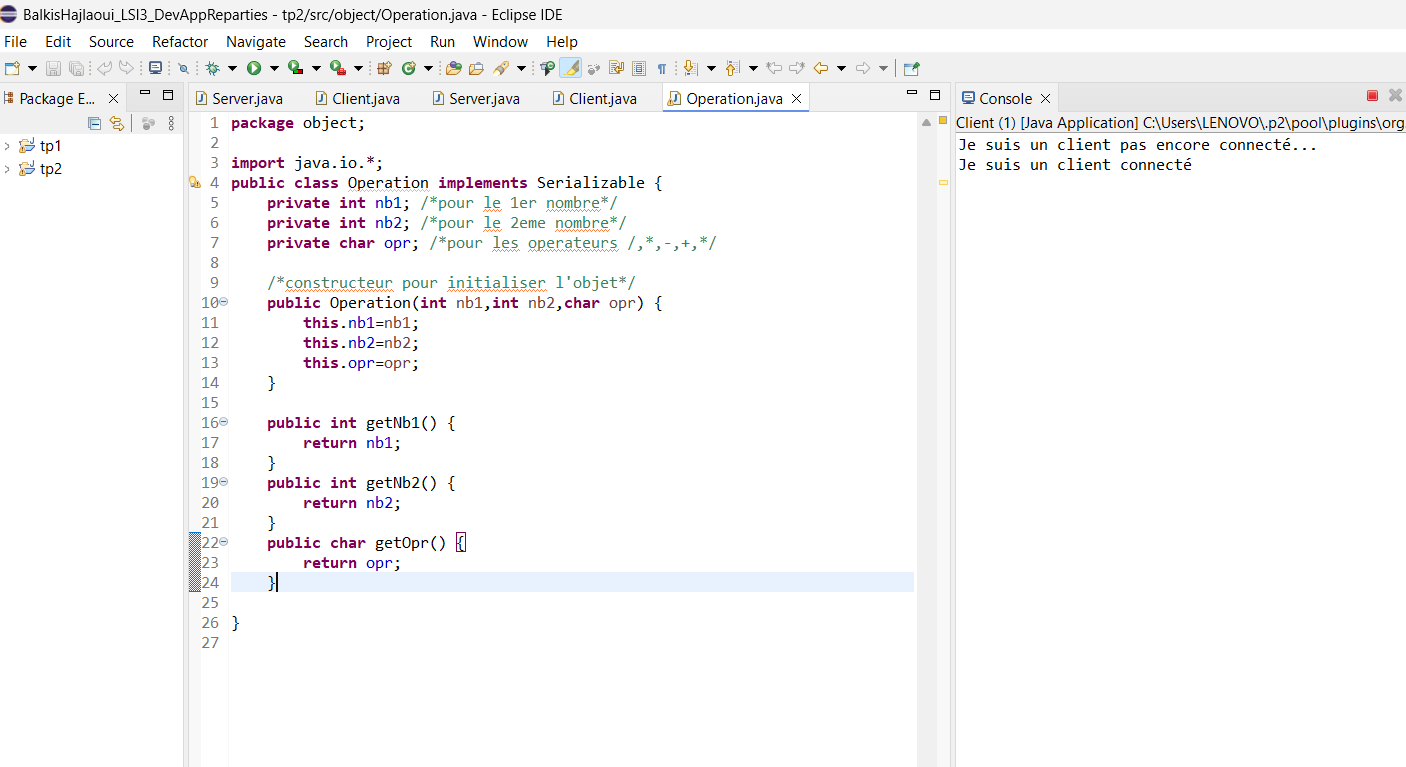 BalkisHajlaoui_LSI3_DevAppReparties - tp2/src/object/Operation.java - Eclipse IDE
File Edit Source Refactor Navigate Search Project Run Window Help
Package E...
Server.java Client.java Server.java Client.java Operation.java
Console
tp1
tp2
1 package object;
2
3 import java.io.*;
4 public class Operation implements Serializable {
5 private int nb1; /*pour le 1er nombre*/
6 private int nb2; /*pour le 2eme nombre*/
7 private char opr; /*pour les operateurs /,*,-,+,*/
8
9 /*constructeur pour initialiser l'objet*/
10 public Operation(int nb1,int nb2,char opr) {
11 this.nb1=nb1;
12 this.nb2=nb2;
13 this.opr=opr;
14 }
15
16 public int getNb1() {
17 return nb1;
18 }
19 public int getNb2() {
20 return nb2;
21 }
22 public char getOpr() {
23 return opr;
24 }
25
26 }
27
Client (1) [Java Application] C:\Users\LENOVO\.p2\pool\plugins\org
Je suis un client pas encore connecté...
Je suis un client connecté